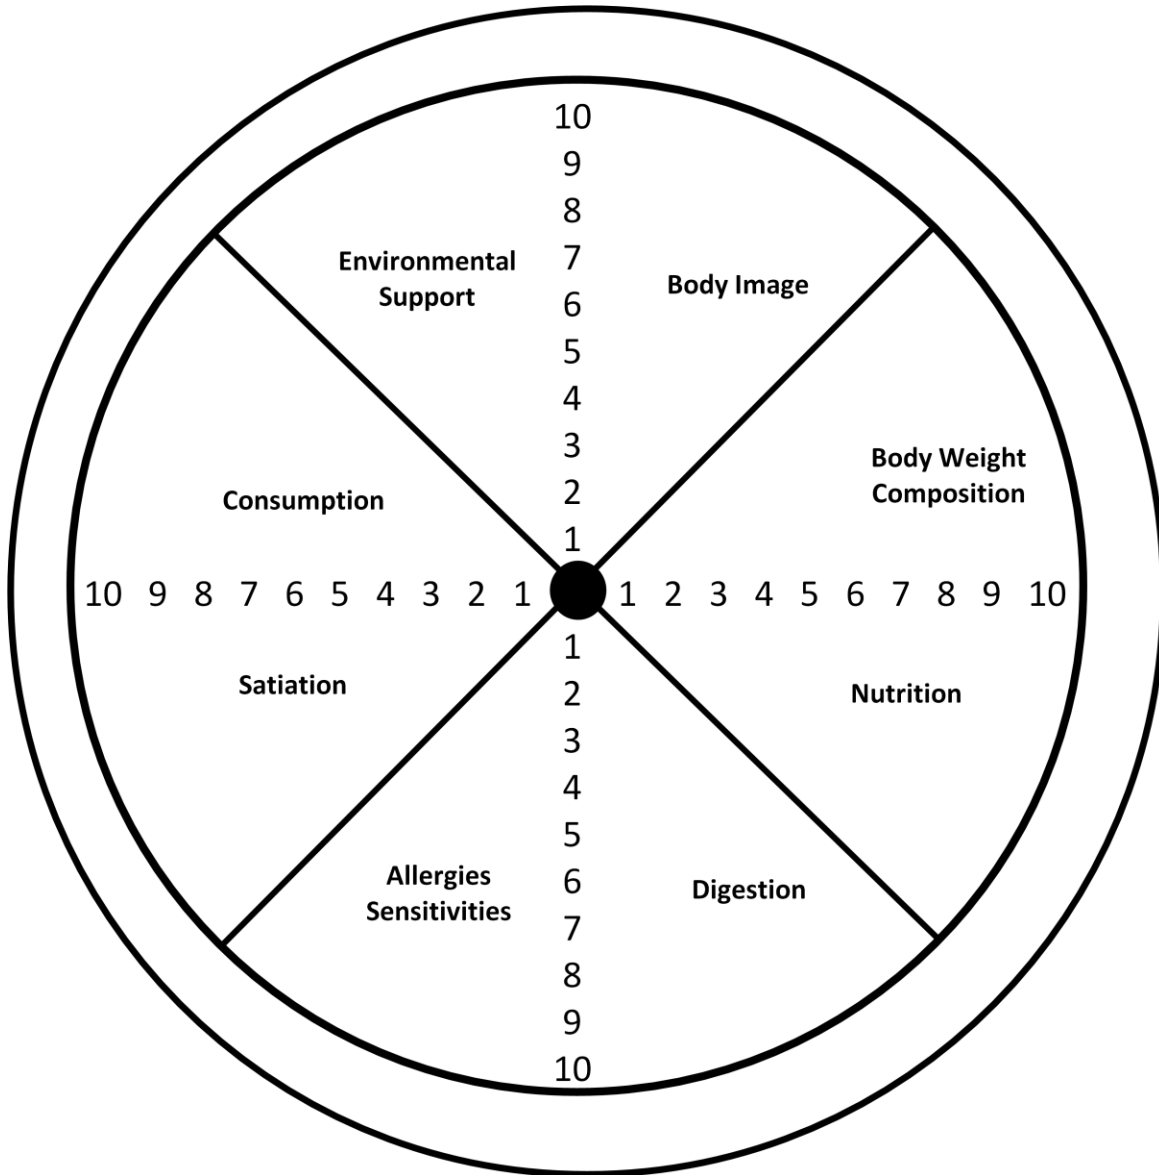 10
9
8
7
6
5
4
3
2
1
Environmental
Support
Body Image
Body Weight
Composition
Consumption
10 9 8 7 6 5 4 3 2 1
1 2 3 4 5 6 7 8 9 10
Satiation
Nutrition
1
2
3
4
5
6
7
8
9
10
Allergies
Sensitivities
Digestion